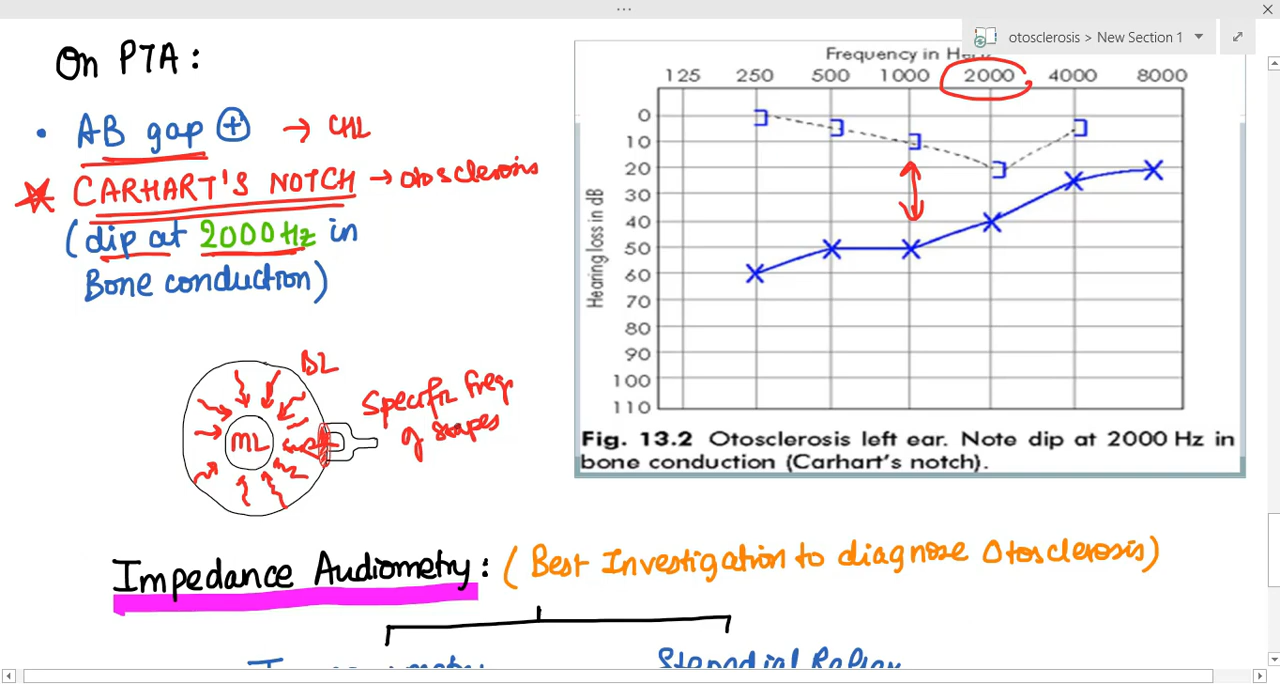 otosclerosis > New Section 1
On PTA :
• AB gap (+) → CHL
CARHART'S NOTCH → otosclerosis
(dip at 2000 Hz in
Bone conduction)
Frequency in
125 250 500 1000 2000 4000 8000
Hearing loss in dB
0
10
20
30
40
50
60
70
80
90
100
110
Fig. 13.2 Otosclerosis left ear. Note dip at 2000 Hz in
bone conduction (Carhart's notch).
BL
ML
Specific freq.
of stapes
Impedance Audiometry : (Best Investigation to diagnose Otosclerosis)